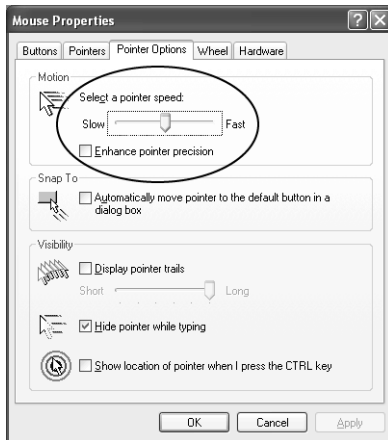 Mouse Properties
Buttons Pointers Pointer Options Wheel Hardware
Motion
Select a pointer speed:
Slow Fast
Enhance pointer precision
Snap To
Automatically move pointer to the default button in a
dialog box
Visibility
Display pointer trails
Short Long
Hide pointer while typing
Show location of pointer when I press the CTRL key
OK Cancel Apply